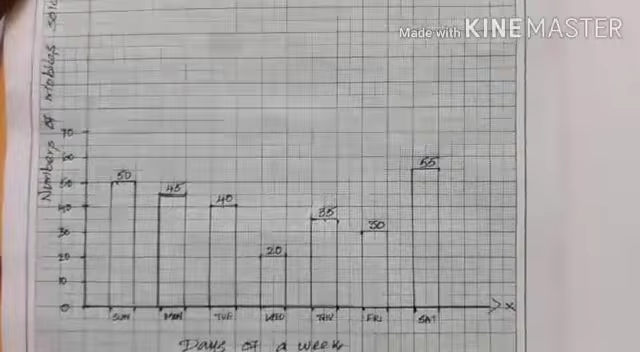 Made with KINEMASTER
Numbers of mobiles sold
70
60
50
40
30
20
10
0
50
45
40
20
35
30
55
SUN
MON
TUE
WED
THU
FRI
SAT
X
Days of a week